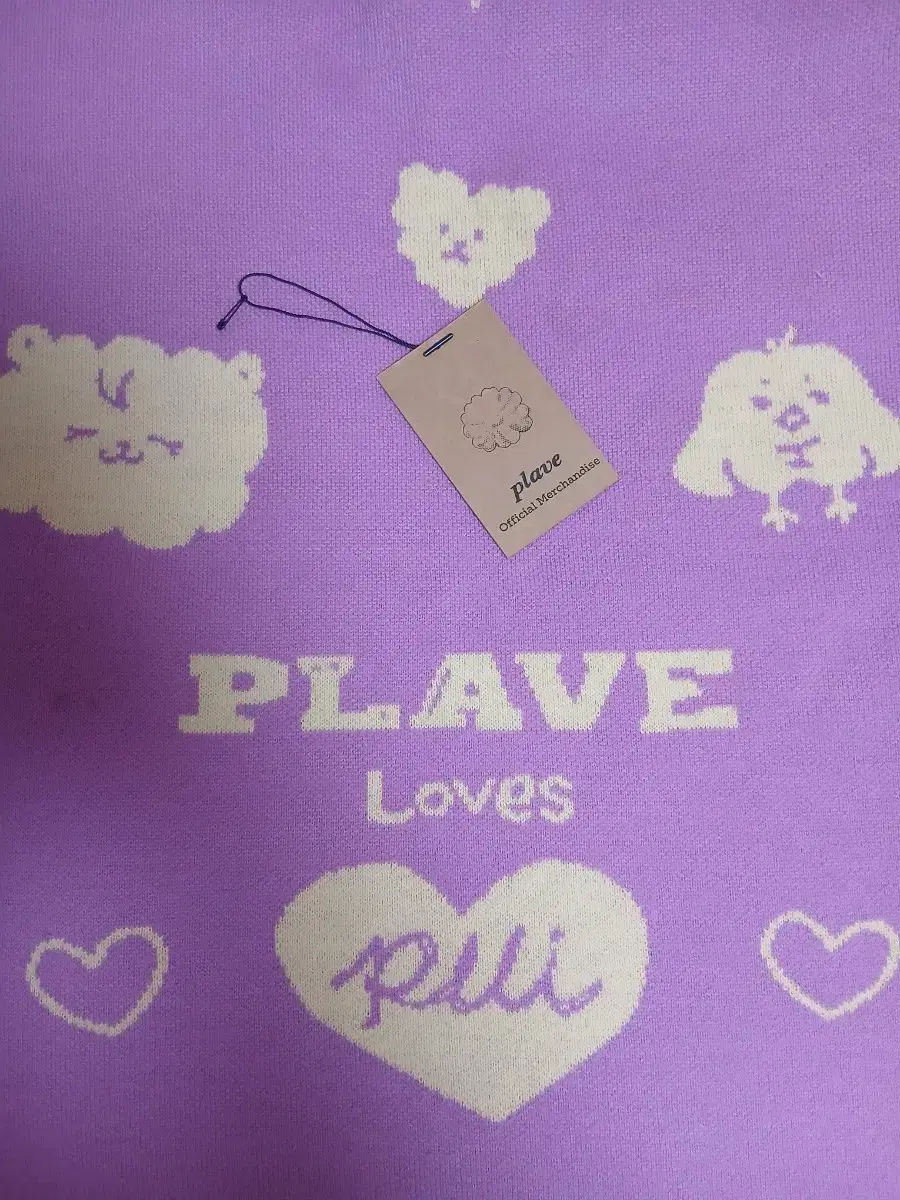 plave
Official Merchandise
PLAVE
Loves
Plli